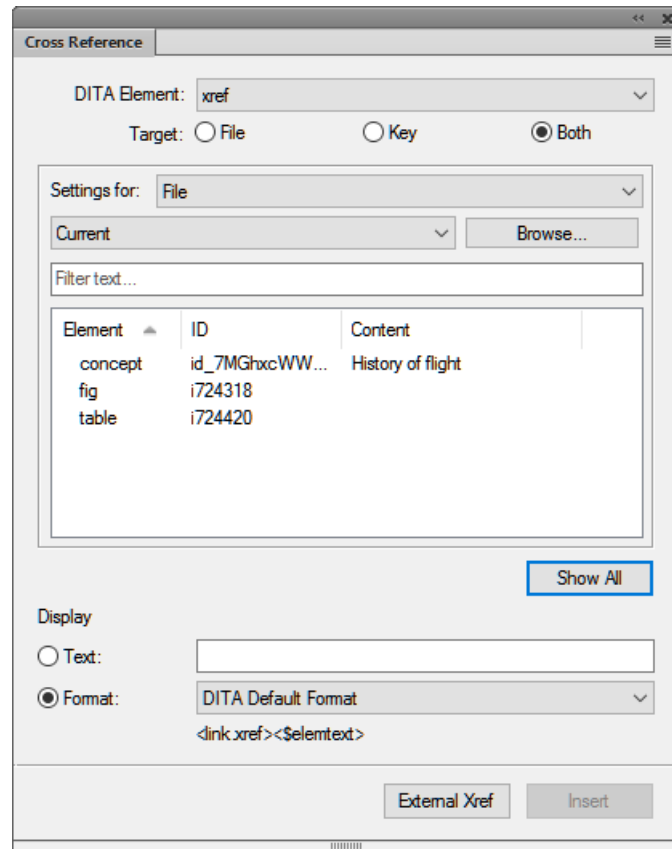 Cross Reference
DITA Element: xref
Target: File Key Both
Settings for: File
Current Browse...
Filter text...
Element ID Content
concept id_7MGhxcWW... History of flight
fig i724318
table i724420
Show All
Display
Text:
Format: DITA Default Format
<link.xref><$elemtext>
External Xref Insert